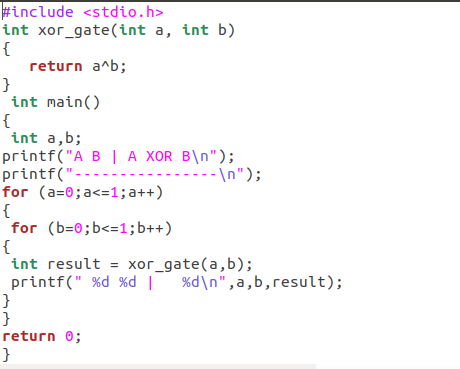 #include <stdio.h>
int xor_gate(int a, int b)
{
   return a^b;
}
 int main()
{
 int a,b;
printf("A B | A XOR B\n");
printf("----------------\n");
for (a=0;a<=1;a++)
{
 for (b=0;b<=1;b++)
{
 int result = xor_gate(a,b);
 printf(" %d %d |   %d\n",a,b,result);
}
}
return 0;
}